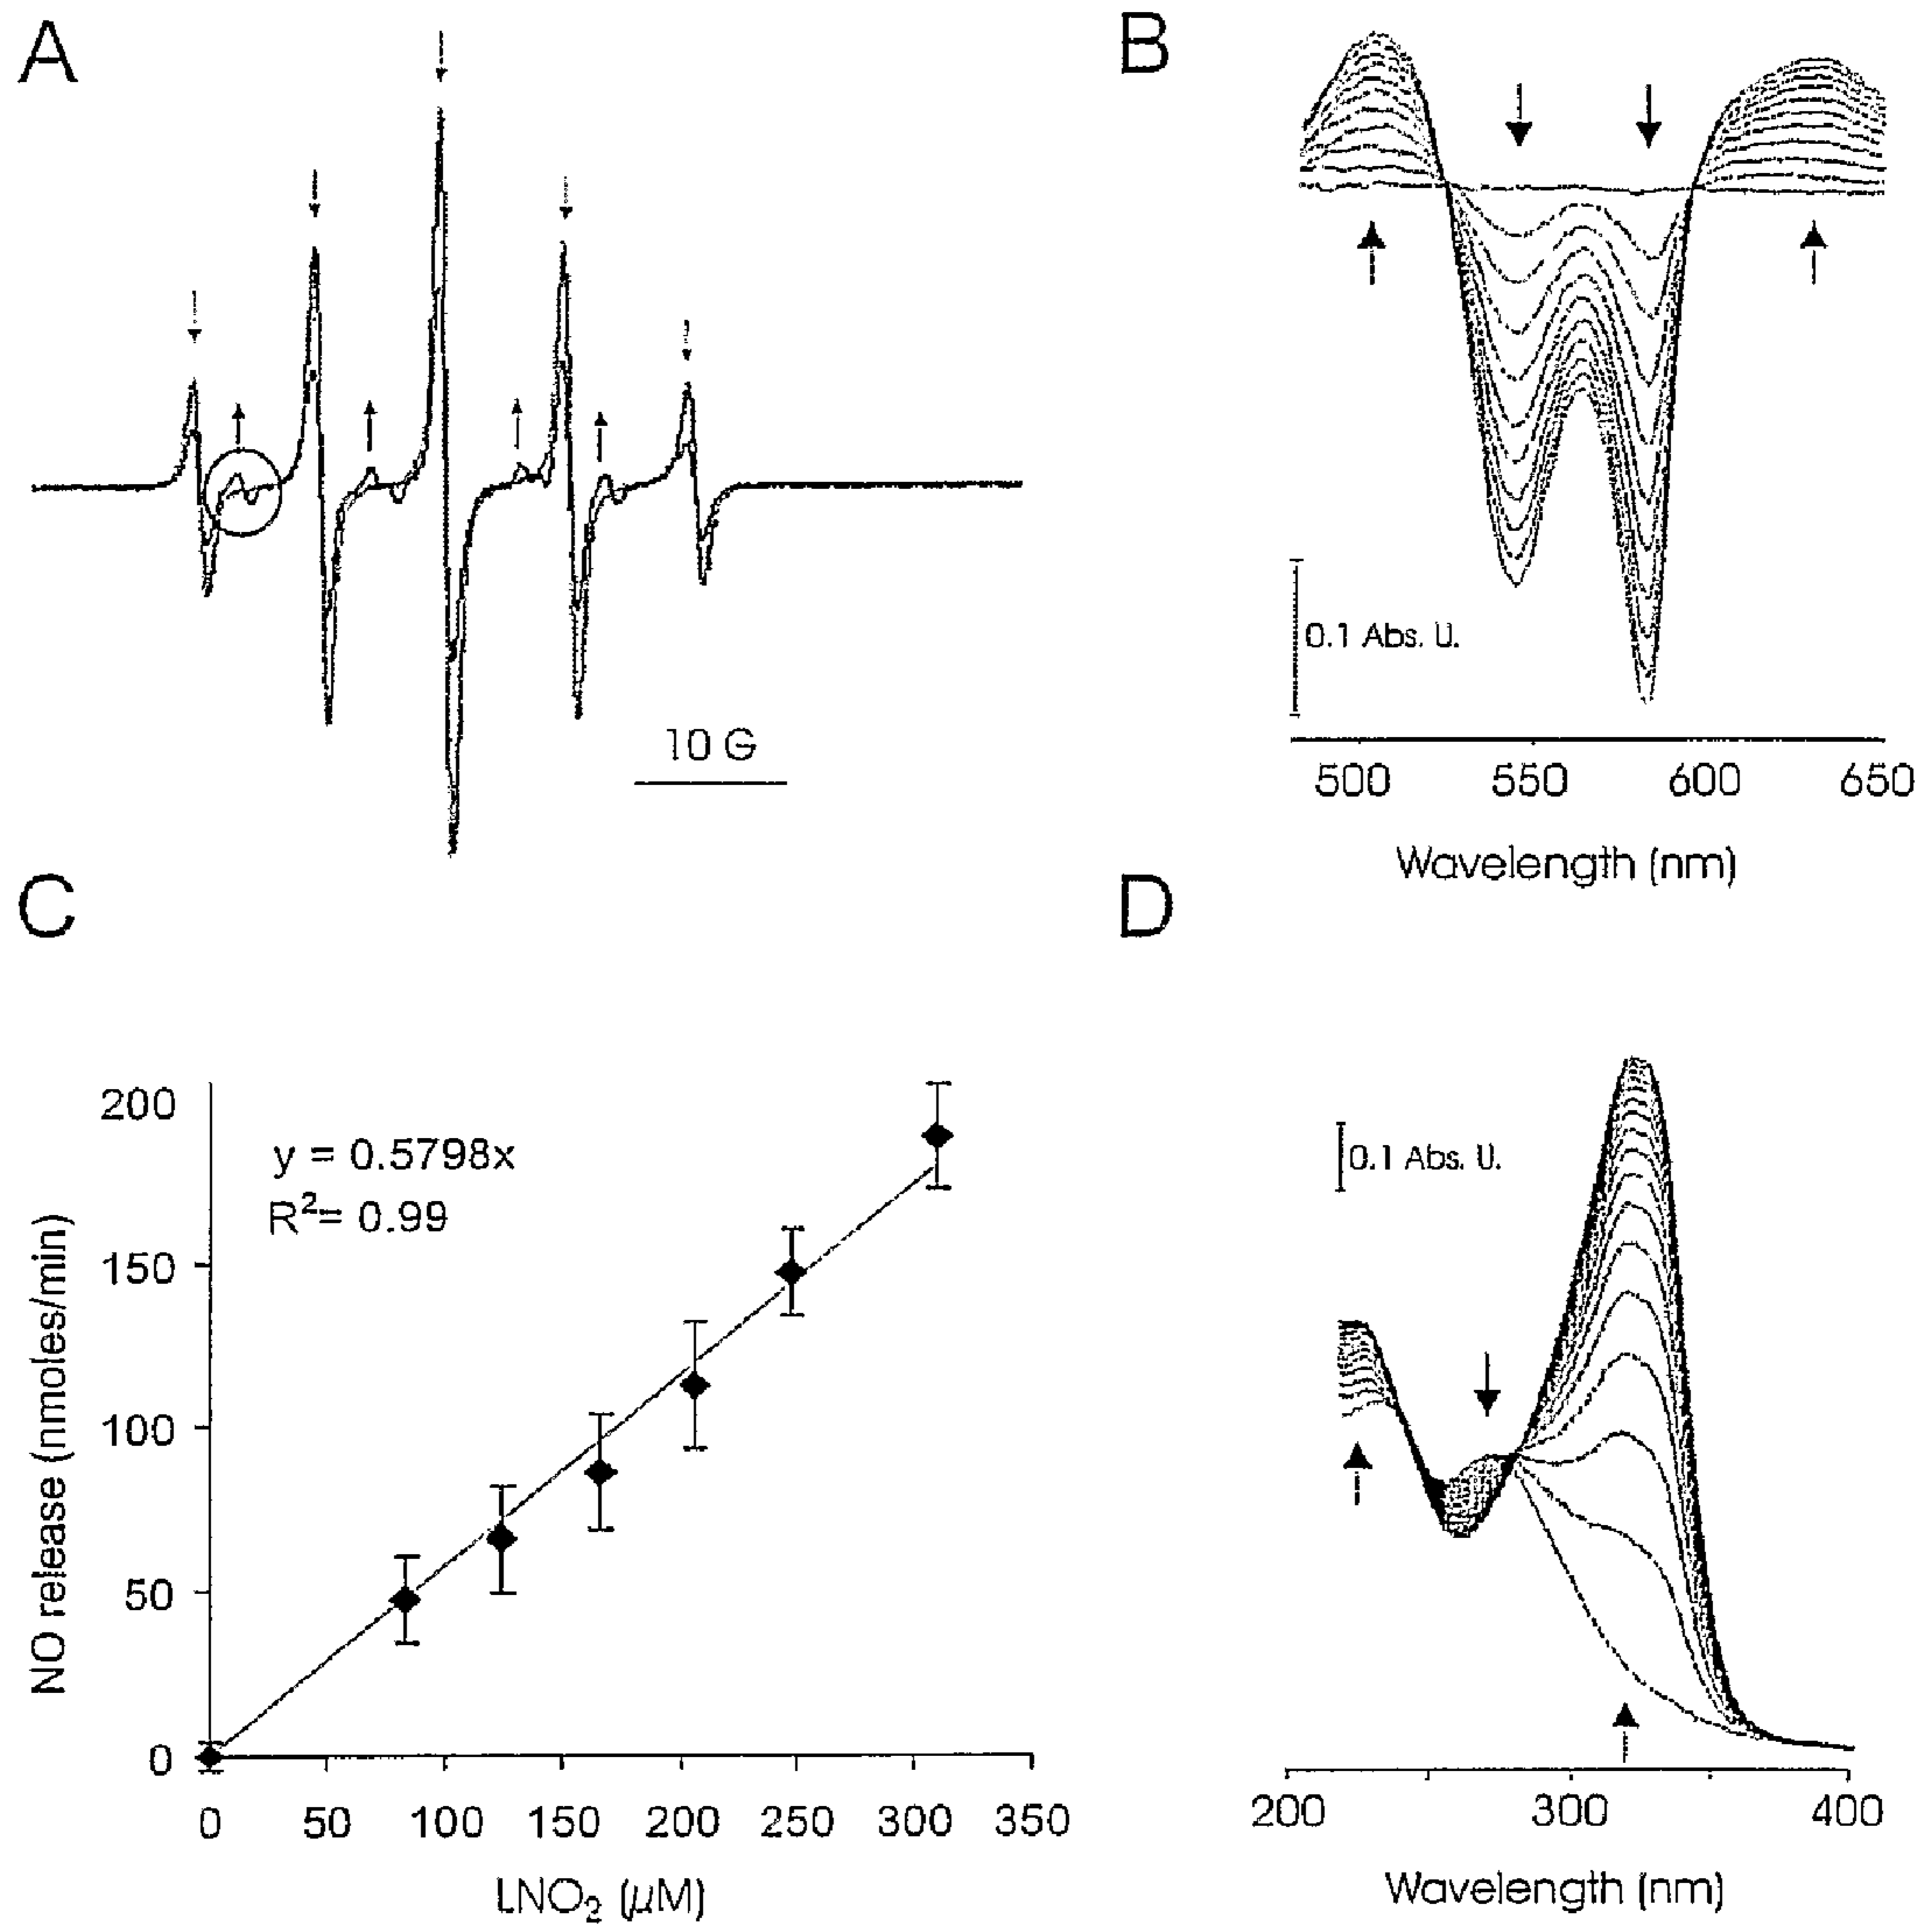 A
10 G
B
0.1 Abs. U.
500 550 600 650
Wavelength (nm)
C
200
150
100
50
0
y = 0.5798x
R²= 0.99
NO release (nmoles/min)
0 50 100 150 200 250 300 350
LNO₂ (μM)
D
0.1 Abs. U.
200 300 400
Wavelength (nm)